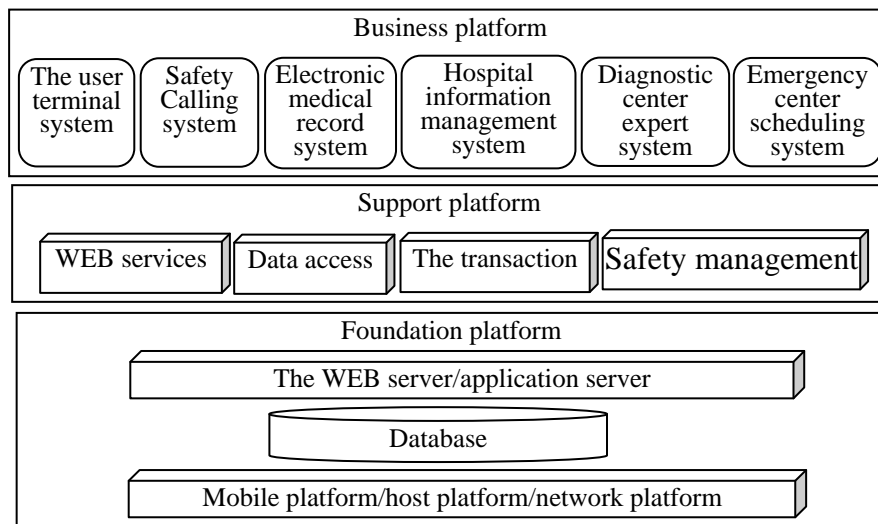 Business platform
The user
terminal
system
Safety
Calling
system
Electronic
medical
record
system
Hospital
information
management
system
Diagnostic
center
expert
system
Emergency
center
scheduling
system
Support platform
WEB services
Data access
The transaction
Safety management
Foundation platform
The WEB server/application server
Database
Mobile platform/host platform/network platform